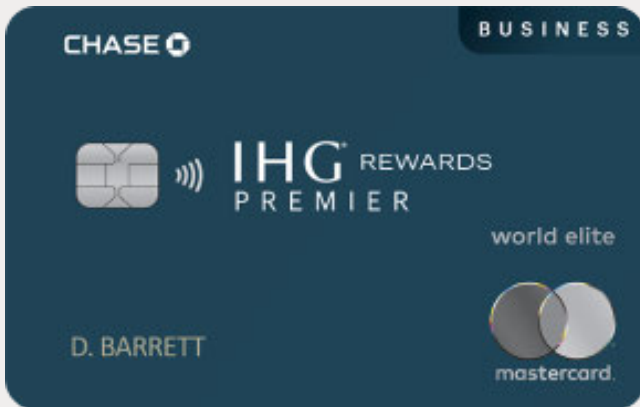 BUSINESS
CHASE
IHG REWARDS
PREMIER
world elite
D. BARRETT
mastercard.